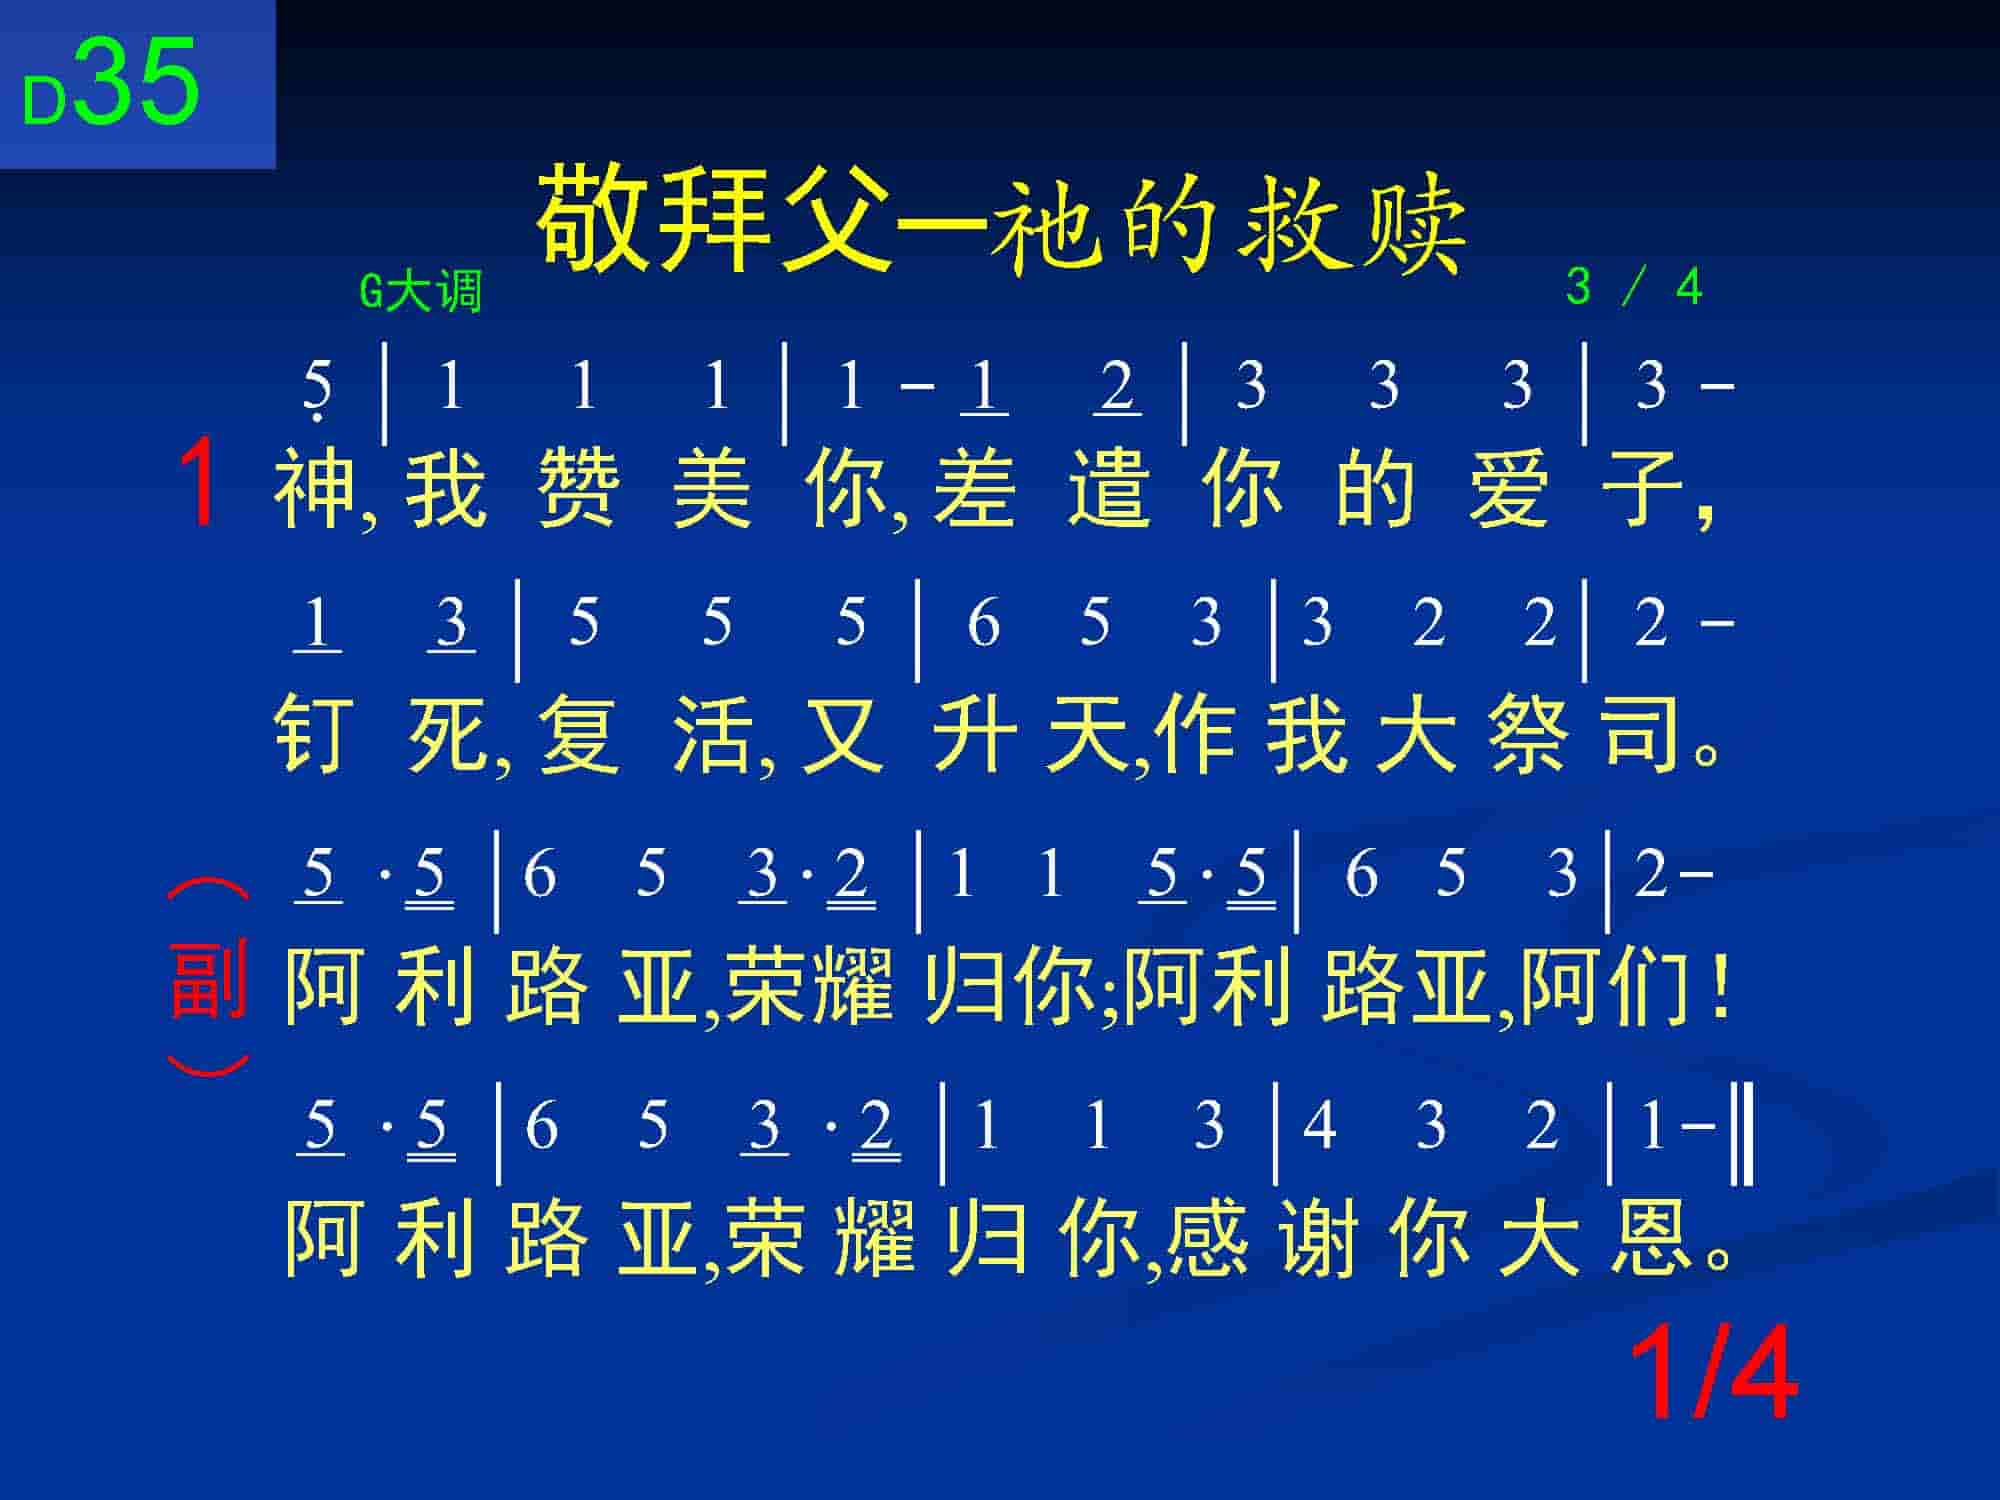 D35
敬拜父—祂的救赎
G大调 3 / 4
5̣ | 1 1 1 | 1 - 1 2 | 3 3 3 | 3 -
1 神, 我 赞 美 你, 差 遣 你 的 爱 子，
1 3 | 5 5 5 | 6 5 3 | 3 2 2 | 2 -
钉 死, 复 活, 又 升 天,作 我 大 祭 司。
5 · 5 | 6 5 3 · 2 | 1 1 5 · 5 | 6 5 3 | 2 -
（副） 阿 利 路 亚,荣 耀 归 你;阿 利 路 亚,阿 们！
5 · 5 | 6 5 3 · 2 | 1 1 3 | 4 3 2 | 1 - ‖
阿 利 路 亚,荣 耀 归 你,感 谢 你 大 恩。
1/4